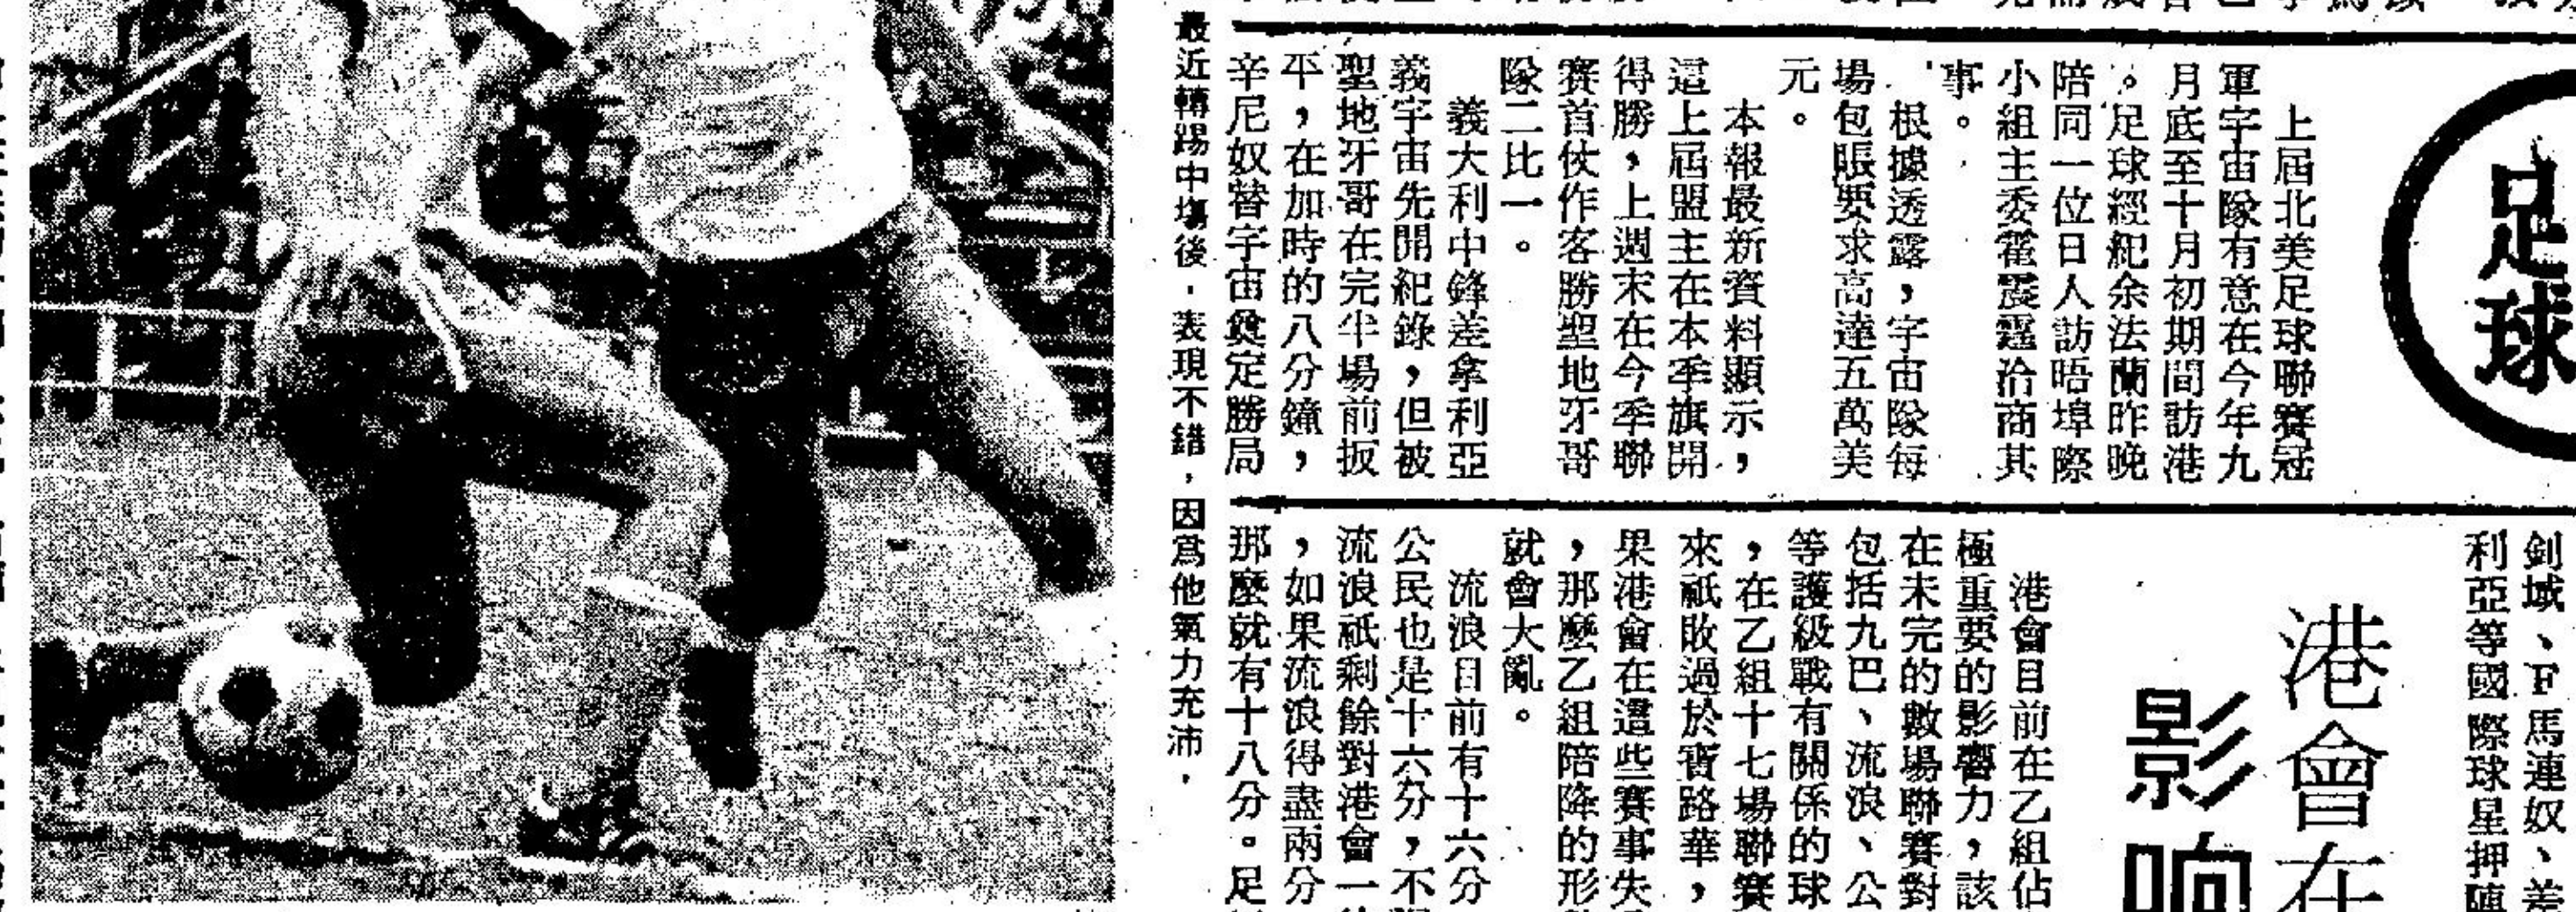 足球
上屆北美足球聯賽冠
軍宇宙隊有意在今年九
月底至十月初期間訪港
。足球經紀余法蘭昨晚
陪同一位日人訪晤埠際
小組主委霍震霆洽商其
事。
根據透露，宇宙隊每
場包賬要求高達五萬美
元。
本報最新資料顯示，
這上屆盟主在本季旗開
得勝，上週末在今季聯
賽首仗作客勝聖地牙哥
隊二比一。
義大利中鋒差拿利亞
義宇宙先開紀錄，但被
聖地牙哥在完半場前扳
平，在加時的八分鐘，
辛尼奴替宇宙奠定勝局
最近轉踢中塲後，表現不錯，因爲他氣力充沛，
釗域、F馬連奴、差
利亞等國際球星押陣
港會在
影响
港會目前在乙組佔
極重要的影響力，該
在未完的數場聯賽對
包括九巴、流浪、公
等護級戰有關係的球
，在乙組十七場聯賽
來祇敗過於寶路華，
果港會在這些賽事失
，那麼乙組陪降的形
就會大亂。
流浪目前有十六分
公民也是十六分，不
流浪祇剩餘對港會一
，如果流浪得盡兩分
那麼就有十八分。足